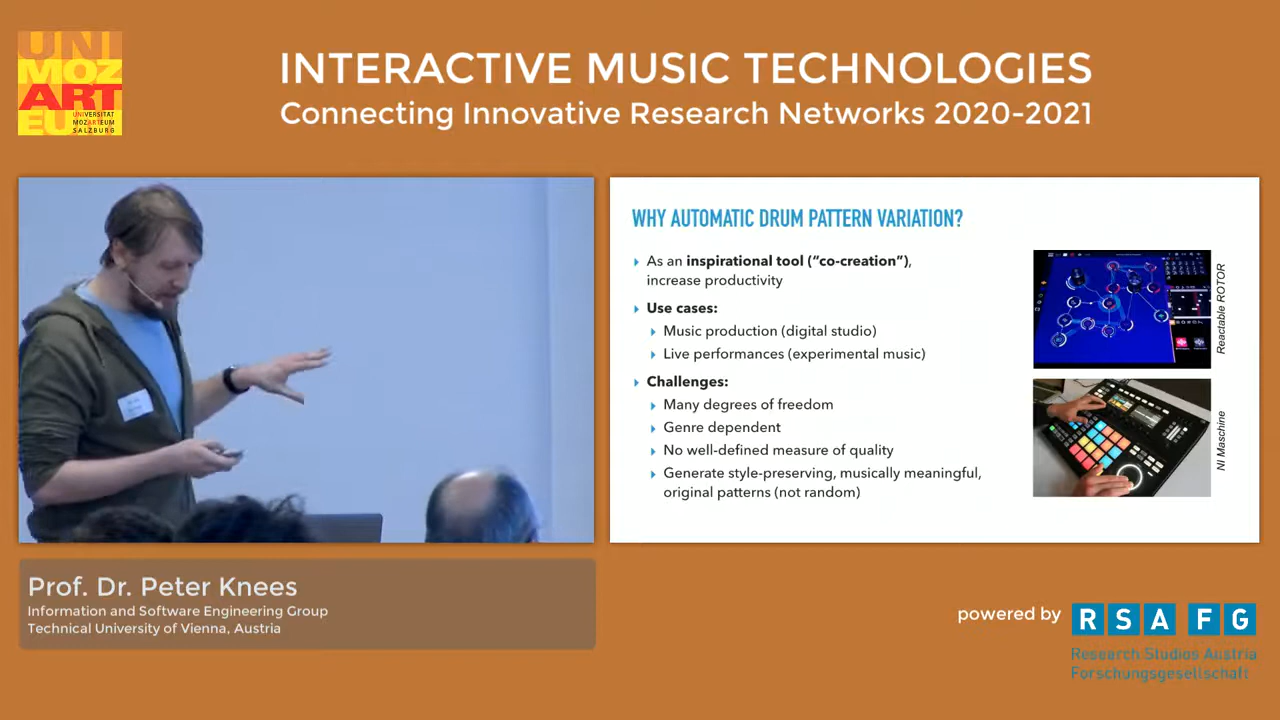 UNI
MOZ
ART
EU
UNIVERSITÄT
MOZARTEUM
SALZBURG
INTERACTIVE MUSIC TECHNOLOGIES
Connecting Innovative Research Networks 2020-2021
WHY AUTOMATIC DRUM PATTERN VARIATION?
As an inspirational tool (“co-creation”),
increase productivity
Use cases:
Music production (digital studio)
Live performances (experimental music)
Challenges:
Many degrees of freedom
Genre dependent
No well-defined measure of quality
Generate style-preserving, musically meaningful,
original patterns (not random)
Reactable ROTOR
NI Maschine
Prof. Dr. Peter Knees
Information and Software Engineering Group
Technical University of Vienna, Austria
powered by
RSA FG
Research Studios Austria
Forschungsgesellschaft